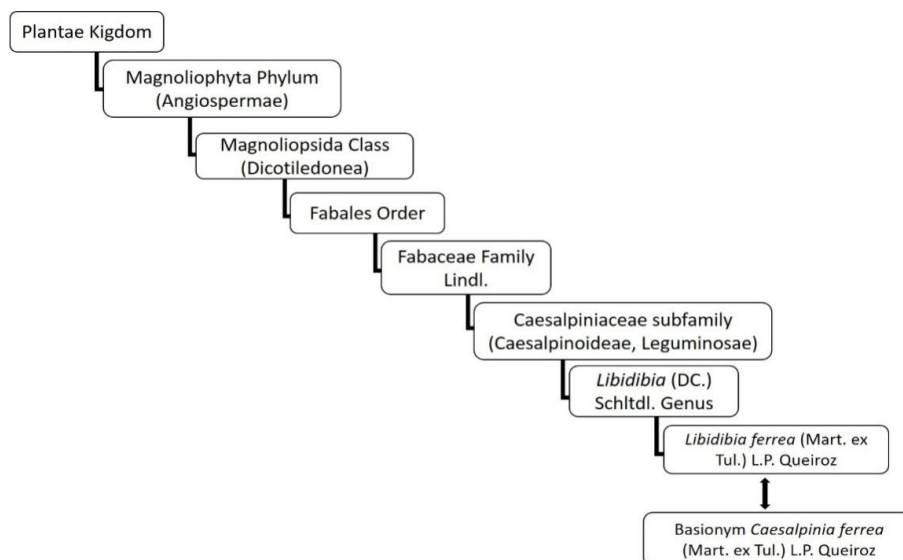 Plantae Kigdom
Magnoliophyta Phylum
(Angiospermae)
Magnoliopsida Class
(Dicotiledonea)
Fabales Order
Fabaceae Family
Lindl.
Caesalpiniaceae subfamily
(Caesalpinoideae, Leguminosae)
Libidibia (DC.)
Schltdl. Genus
Libidibia ferrea (Mart. ex
Tul.) L.P. Queiroz
Basionym Caesalpinia ferrea
(Mart. ex Tul.) L.P. Queiroz